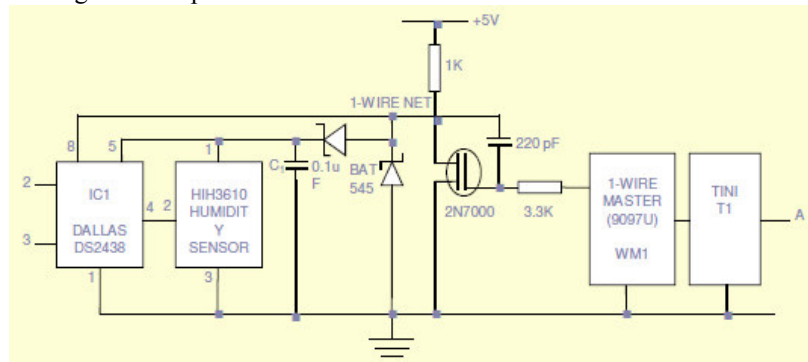 +5V
1K
1-WIRE NET
8
5
1
220 pF
C1
0.1u
F
BAT
545
2
IC1
DALLAS
DS2438
4
2
HIH3610
HUMIDIT
Y
SENSOR
2N7000
3.3K
1-WIRE
MASTER
(9097U)
WM1
TINI
T1
A
3
1
3